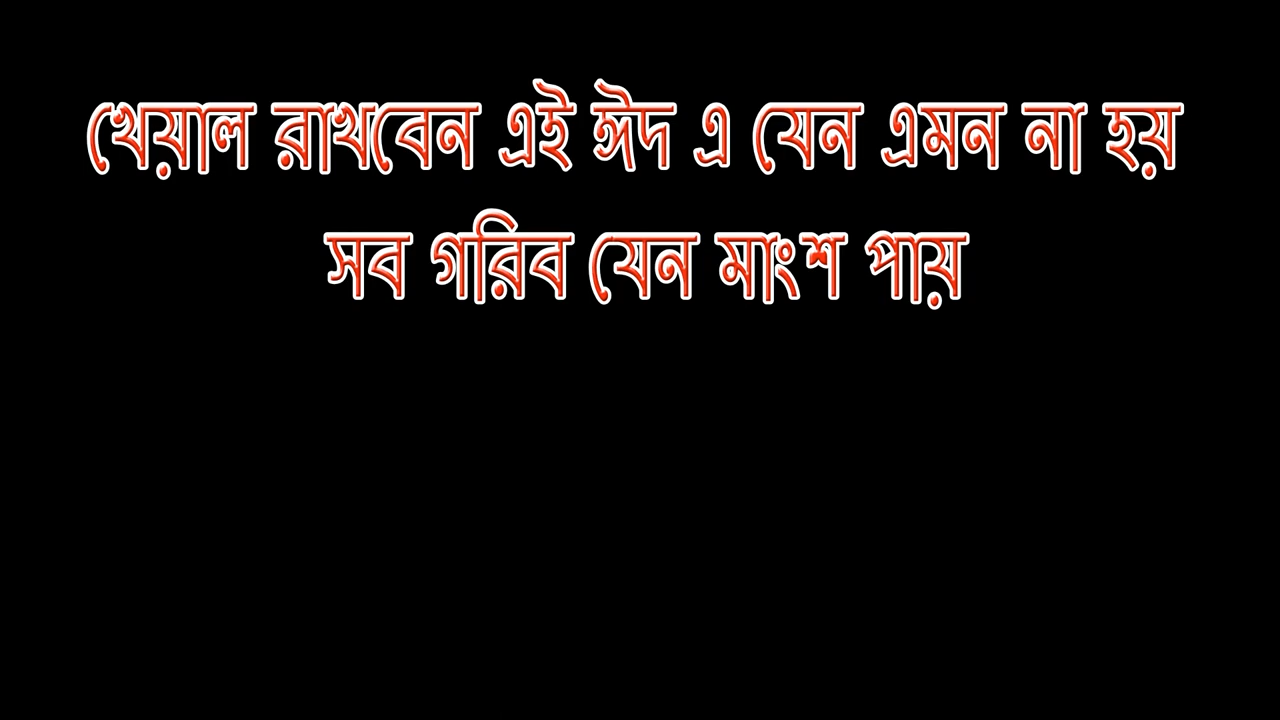 খেয়াল রাখবেন এই ঈদ এ যেন এমন না হয়
সব গরিব যেন মাংশ পায়